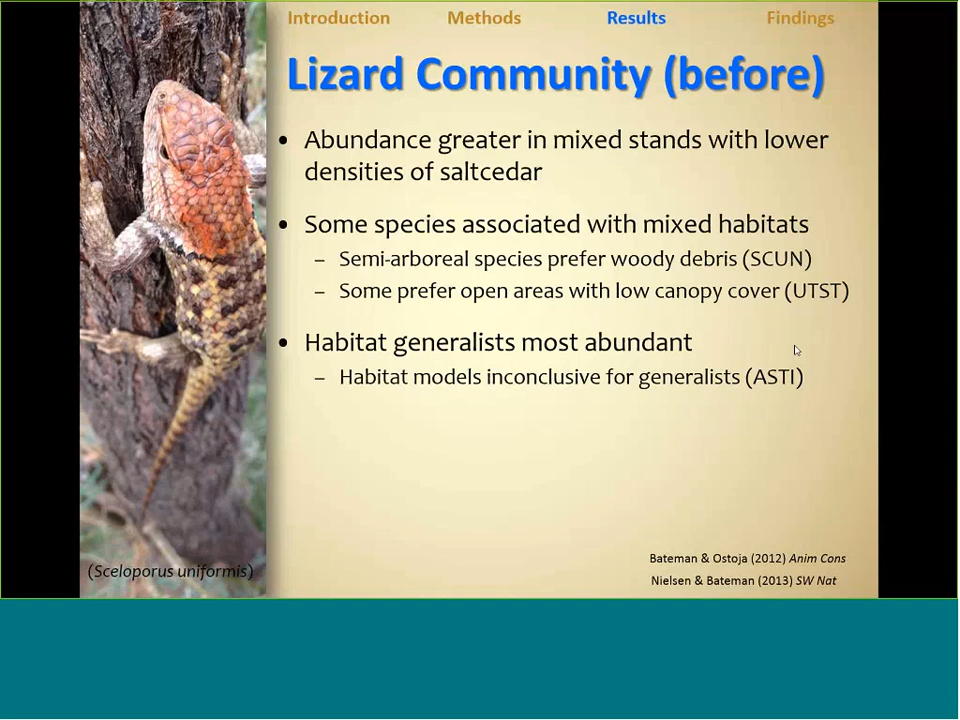 Introduction Methods Results Findings
Lizard Community (before)
• Abundance greater in mixed stands with lower
densities of saltcedar
• Some species associated with mixed habitats
– Semi-arboreal species prefer woody debris (SCUN)
– Some prefer open areas with low canopy cover (UTST)
• Habitat generalists most abundant
– Habitat models inconclusive for generalists (ASTI)
Bateman & Ostoja (2012) Anim Cons
(Sceloporus uniformis)
Nielsen & Bateman (2013) SW Nat